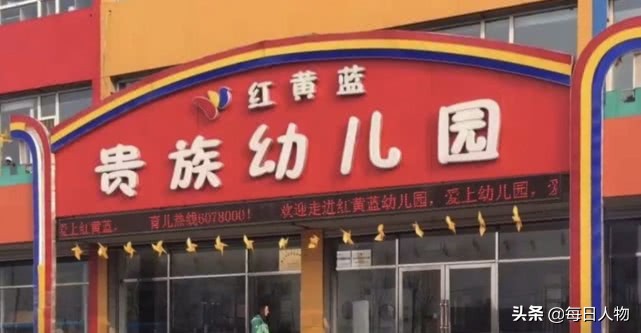 红黄蓝
贵族幼儿园
爱上红黄蓝， 育儿热线6078000！ 欢迎走进红黄蓝幼儿园，爱上幼儿园，爱
头条 @每日人物